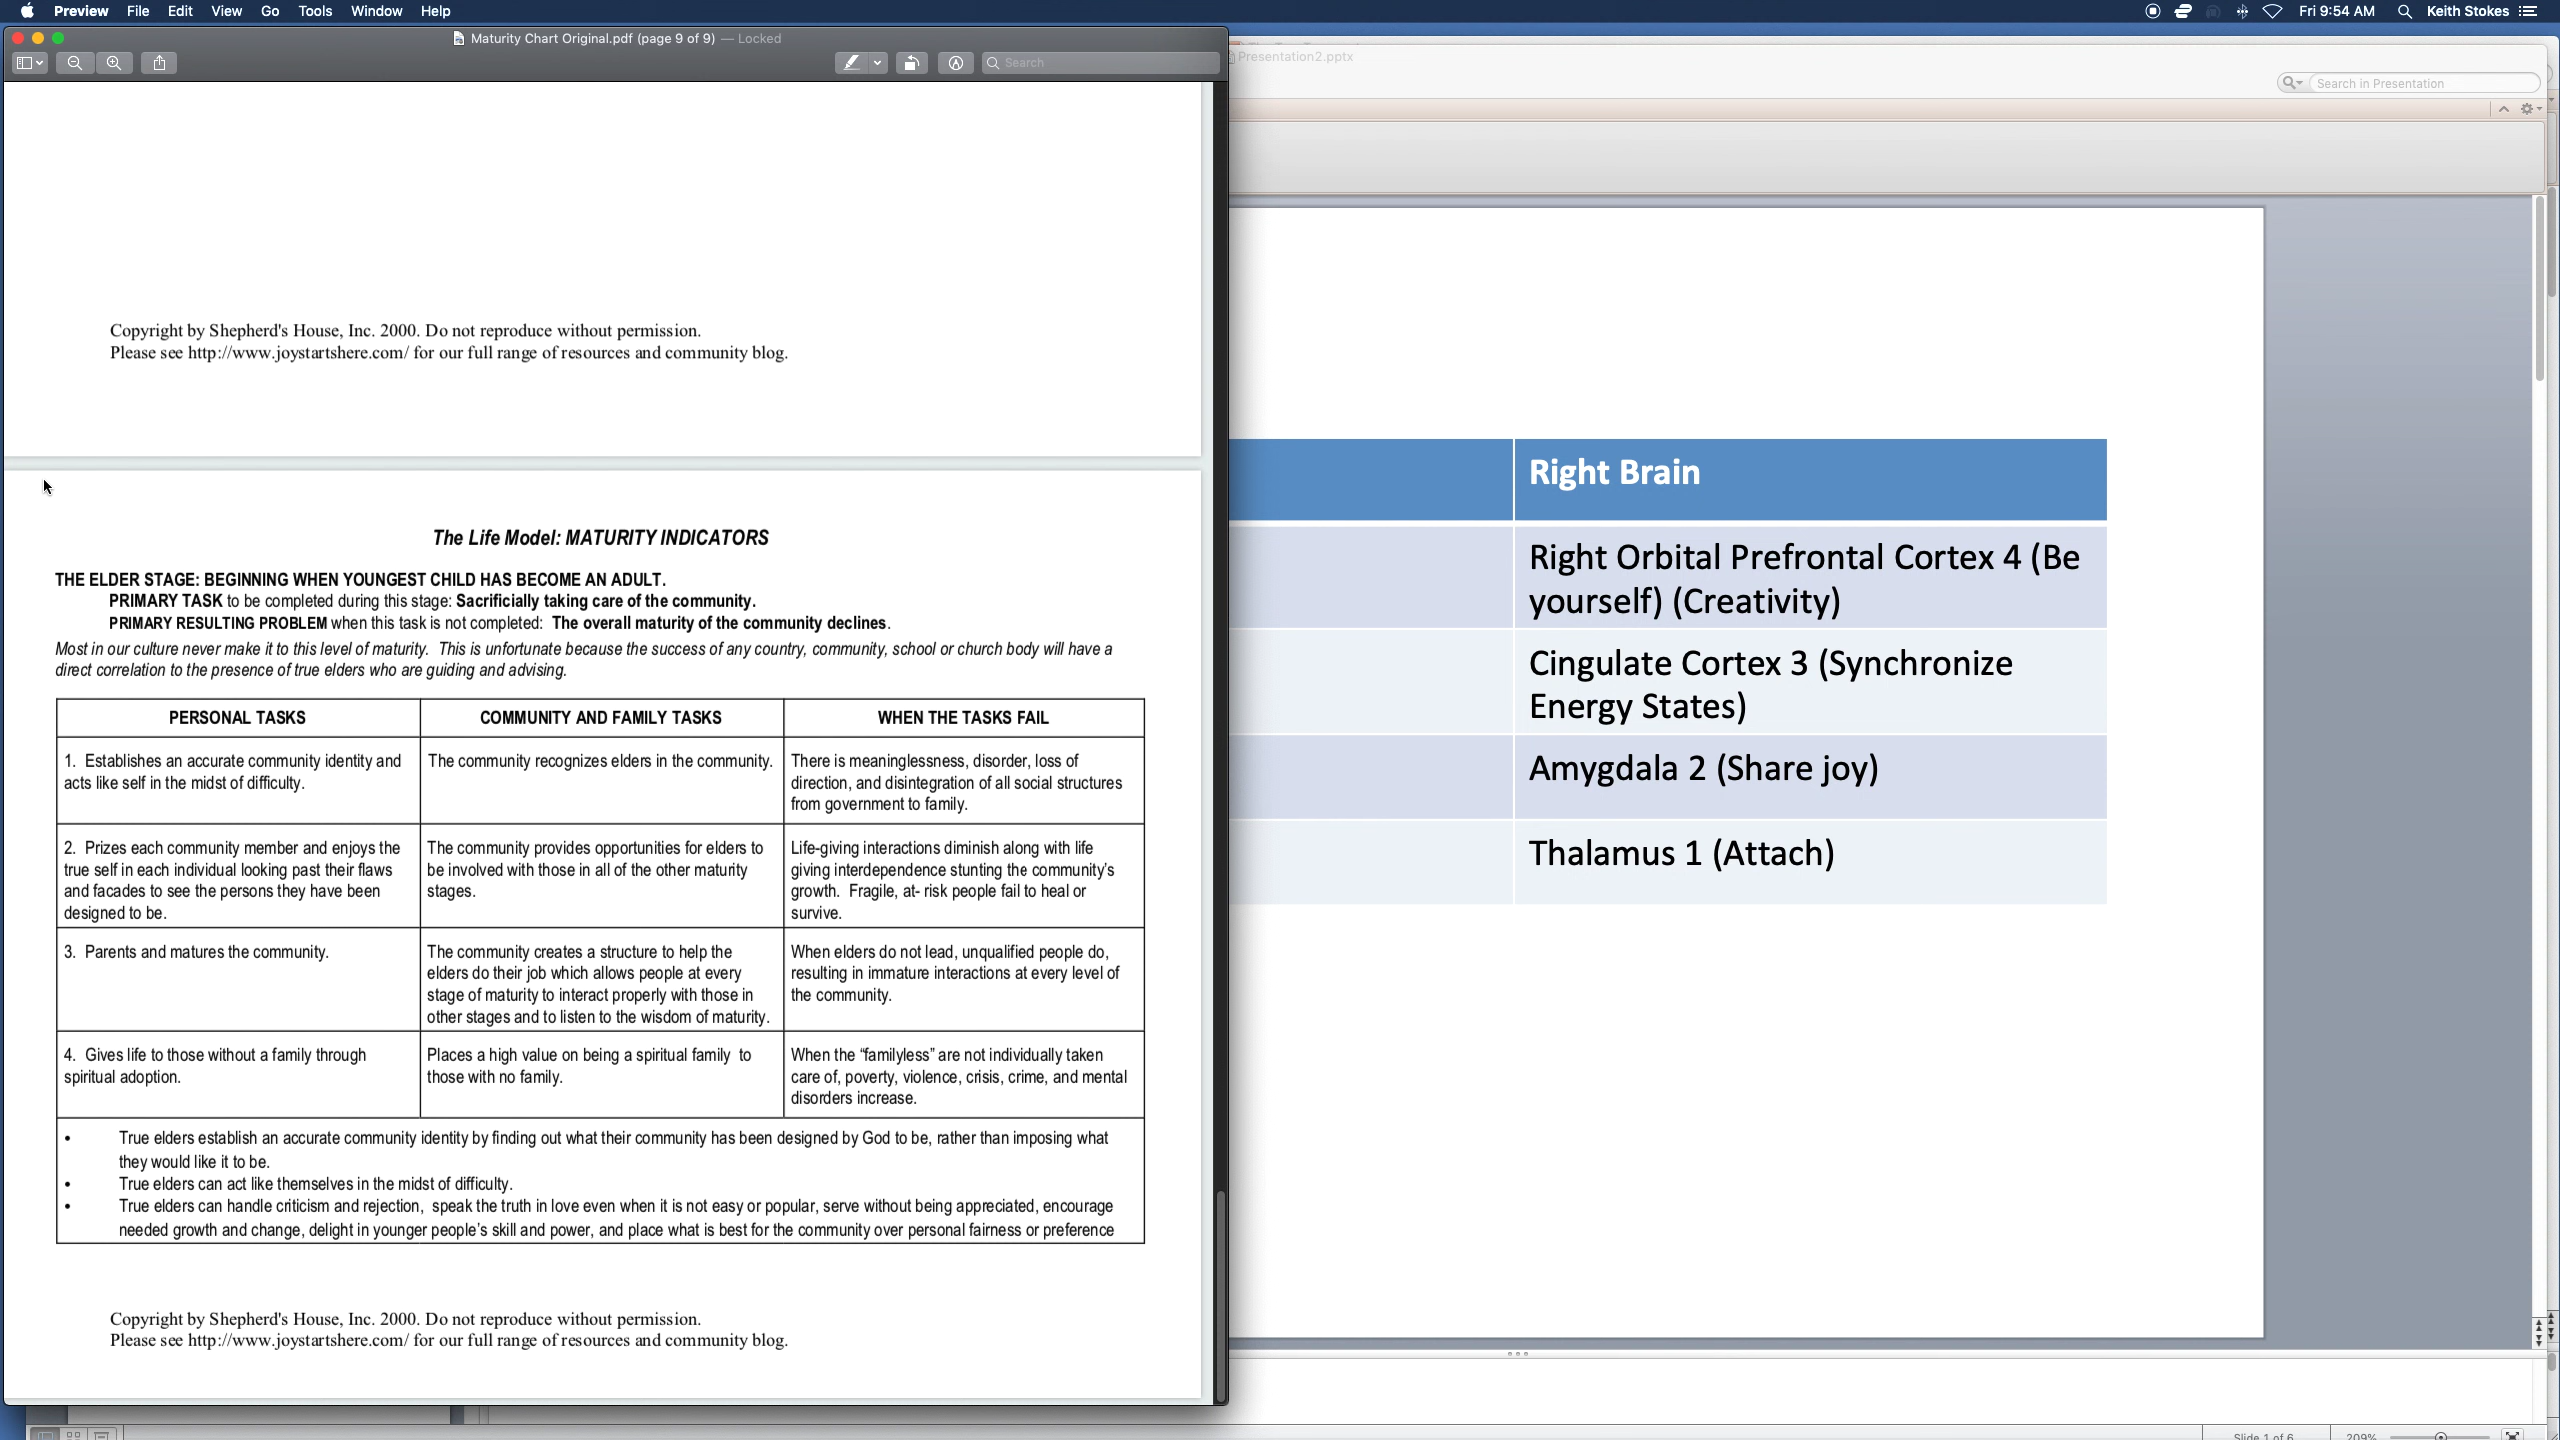 Preview File Edit View Go Tools Window Help
Fri 9:54 AM Keith Stokes
Maturity Chart Original.pdf (page 9 of 9) — Locked
Search
Presentation2.pptx
Search in Presentation
Copyright by Shepherd's House, Inc. 2000. Do not reproduce without permission.
Please see http://www.joystartshere.com/ for our full range of resources and community blog.
The Life Model: MATURITY INDICATORS
THE ELDER STAGE: BEGINNING WHEN YOUNGEST CHILD HAS BECOME AN ADULT.
PRIMARY TASK to be completed during this stage: Sacrificially taking care of the community.
PRIMARY RESULTING PROBLEM when this task is not completed: The overall maturity of the community declines.
Most in our culture never make it to this level of maturity. This is unfortunate because the success of any country, community, school or church body will have a
direct correlation to the presence of true elders who are guiding and advising.
PERSONAL TASKS
COMMUNITY AND FAMILY TASKS
WHEN THE TASKS FAIL
1. Establishes an accurate community identity and
acts like self in the midst of difficulty.
The community recognizes elders in the community.
There is meaninglessness, disorder, loss of
direction, and disintegration of all social structures
from government to family.
2. Prizes each community member and enjoys the
true self in each individual looking past their flaws
and facades to see the persons they have been
designed to be.
The community provides opportunities for elders to
be involved with those in all of the other maturity
stages.
Life-giving interactions diminish along with life
giving interdependence stunting the community's
growth. Fragile, at- risk people fail to heal or
survive.
3. Parents and matures the community.
The community creates a structure to help the
elders do their job which allows people at every
stage of maturity to interact properly with those in
other stages and to listen to the wisdom of maturity.
When elders do not lead, unqualified people do,
resulting in immature interactions at every level of
the community.
4. Gives life to those without a family through
spiritual adoption.
Places a high value on being a spiritual family to
those with no family.
When the “familyless” are not individually taken
care of, poverty, violence, crisis, crime, and mental
disorders increase.
• True elders establish an accurate community identity by finding out what their community has been designed by God to be, rather than imposing what
they would like it to be.
• True elders can act like themselves in the midst of difficulty.
• True elders can handle criticism and rejection, speak the truth in love even when it is not easy or popular, serve without being appreciated, encourage
needed growth and change, delight in younger people's skill and power, and place what is best for the community over personal fairness or preference
Copyright by Shepherd's House, Inc. 2000. Do not reproduce without permission.
Please see http://www.joystartshere.com/ for our full range of resources and community blog.
Right Brain
Right Orbital Prefrontal Cortex 4 (Be
yourself) (Creativity)
Cingulate Cortex 3 (Synchronize
Energy States)
Amygdala 2 (Share joy)
Thalamus 1 (Attach)
Slide 1 of 6
209%